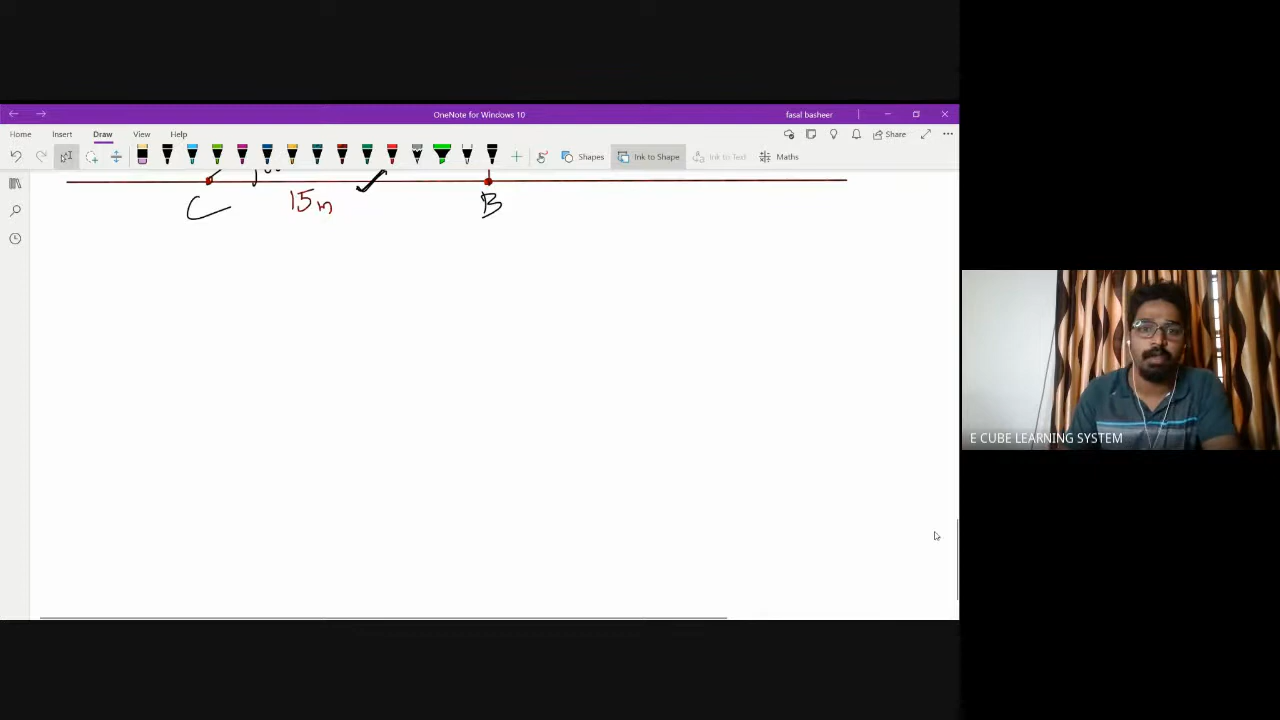 OneNote for Windows 10
fasal basheer
Home Insert Draw View Help
Share
Shapes Ink to Shape Ink to Text Maths
15m
C B
E CUBE LEARNING SYSTEM